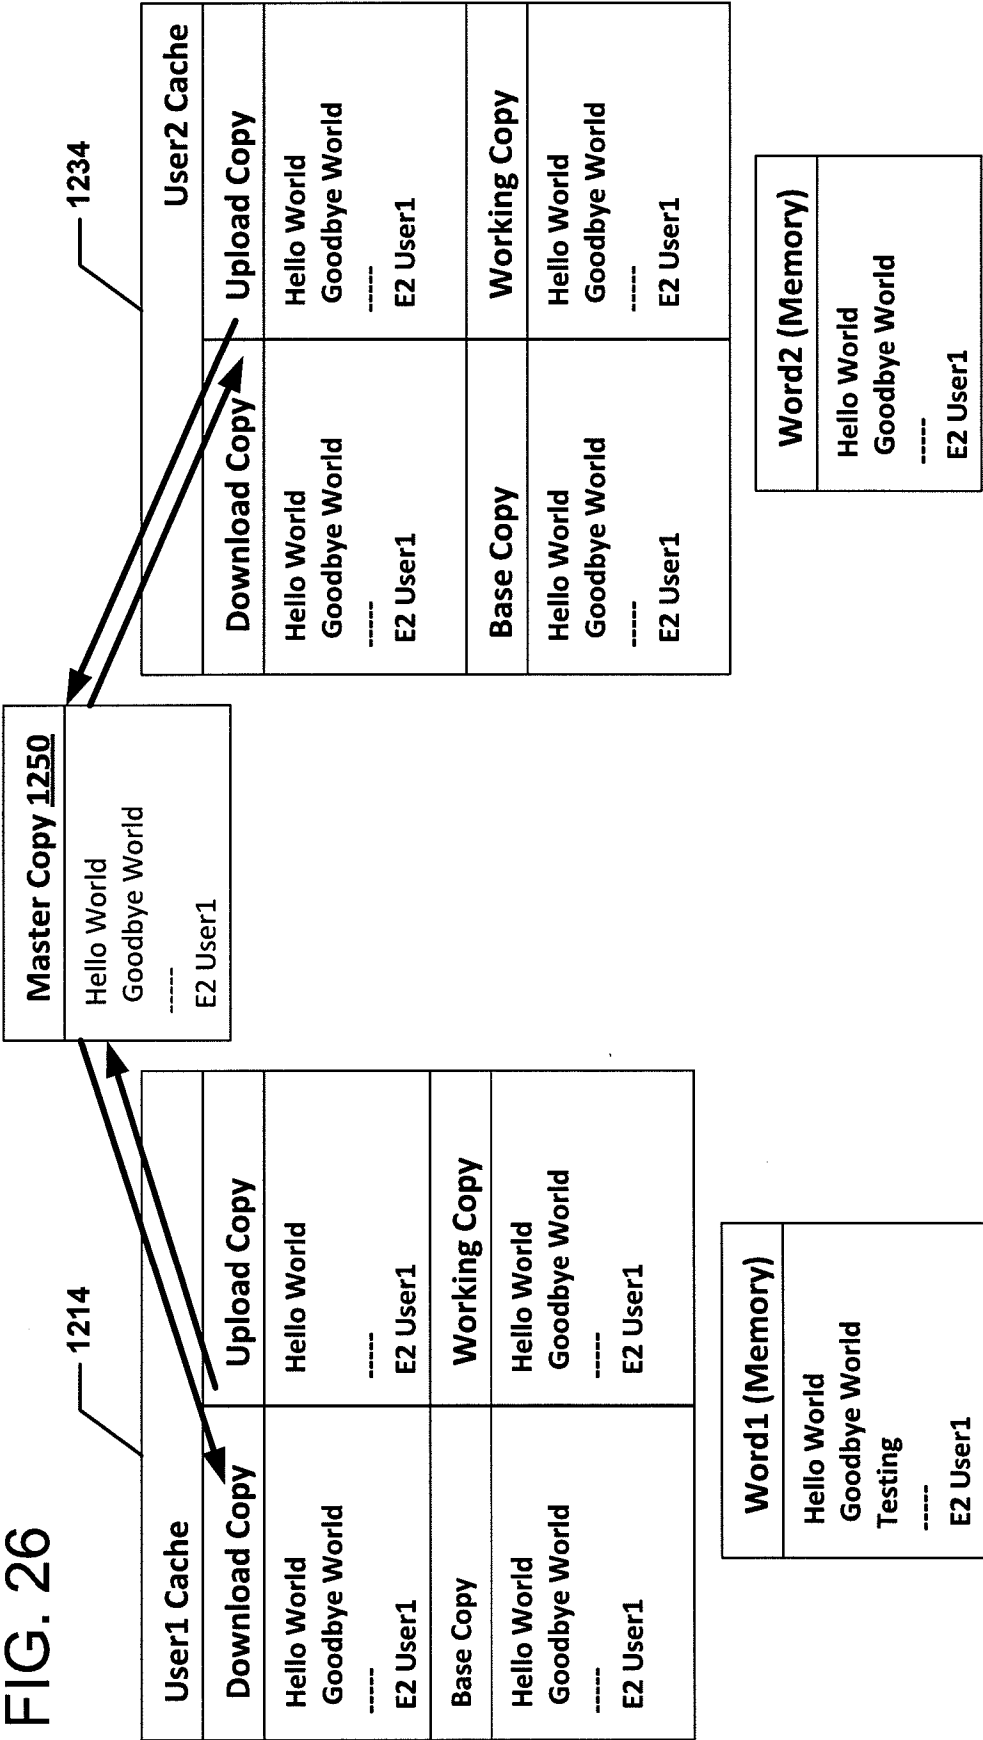 FIG. 26
Master Copy 1250
Hello World
Goodbye World
-----
E2 User1
1214
User1 Cache
Download Copy
Hello World
Goodbye World
-----
E2 User1
Upload Copy
Hello World
-----
E2 User1
Base Copy
Hello World
Goodbye World
-----
E2 User1
Working Copy
Hello World
Goodbye World
-----
E2 User1
Word1 (Memory)
Hello World
Goodbye World
Testing
-----
E2 User1
1234
User2 Cache
Download Copy
Hello World
Goodbye World
-----
E2 User1
Upload Copy
Hello World
Goodbye World
-----
E2 User1
Base Copy
Hello World
Goodbye World
-----
E2 User1
Working Copy
Hello World
Goodbye World
-----
E2 User1
Word2 (Memory)
Hello World
Goodbye World
-----
E2 User1